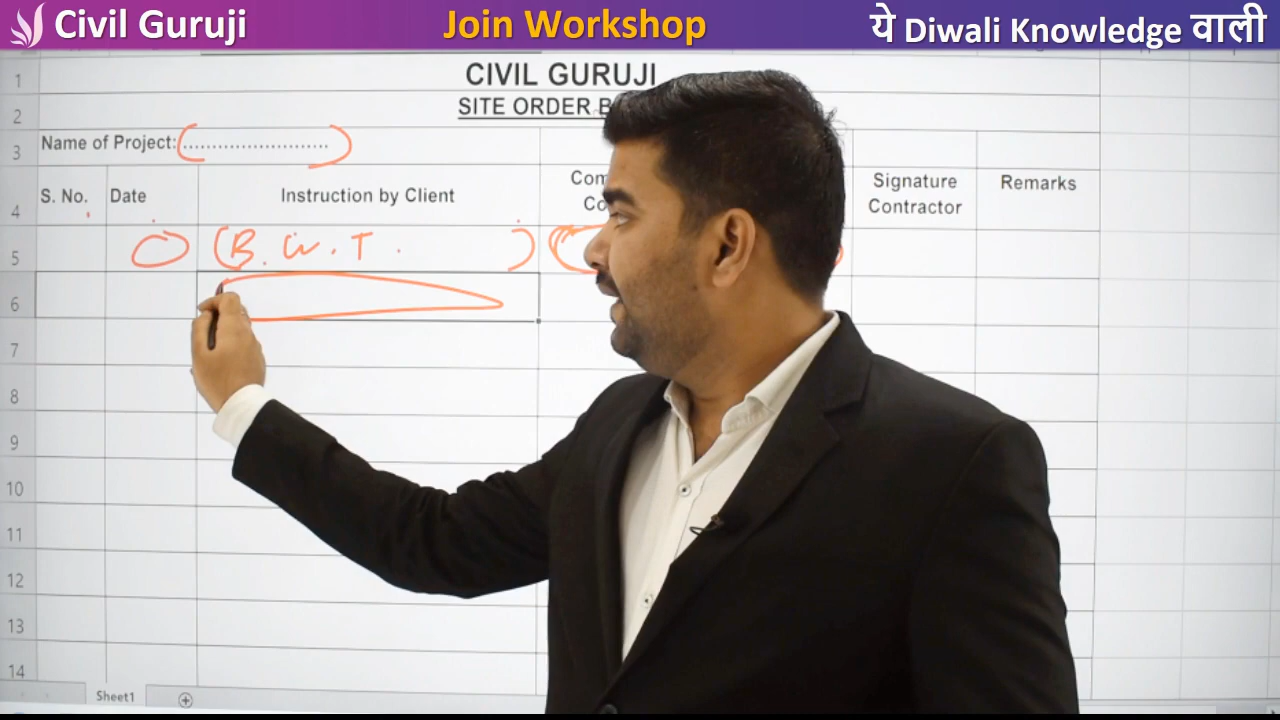 Civil Guruji Join Workshop ये Diwali Knowledge वाली
1 CIVIL GURUJI
2 SITE ORDER
3 Name of Project: (.........................)
4 S. No. Date Instruction by Client Signature Contractor Remarks
5 (B.W.T. )
6
7
8
9
10
11
12
13
14
Sheet1